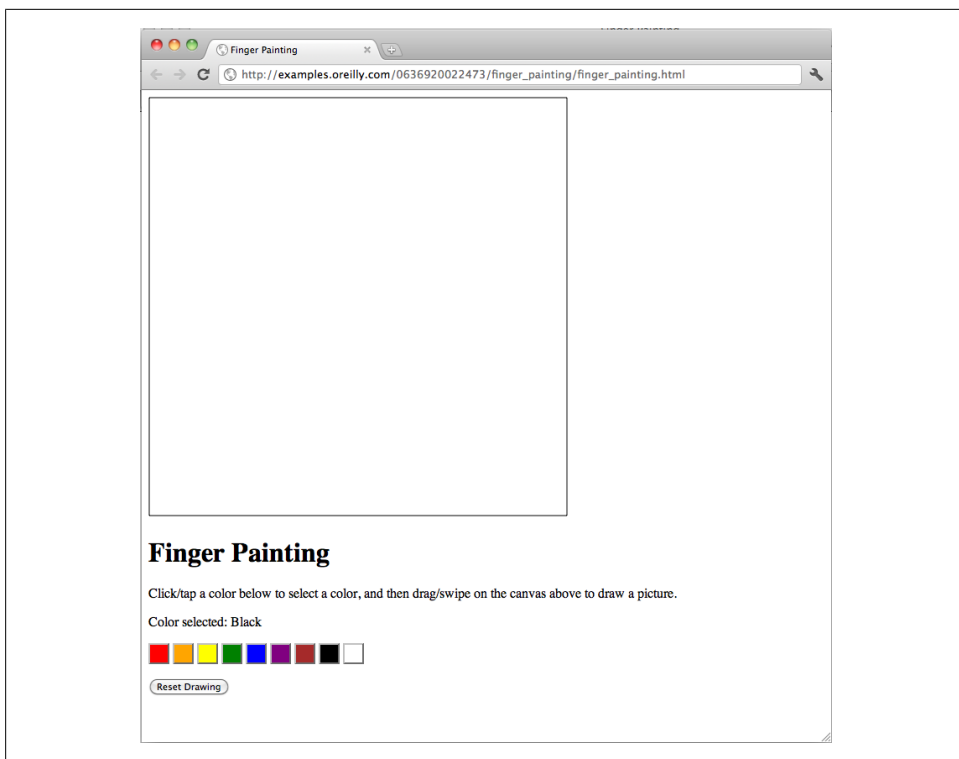 Finger Painting
http://examples.oreilly.com/0636920022473/finger_painting/finger_painting.html
Finger Painting
Click/tap a color below to select a color, and then drag/swipe on the canvas above to draw a picture.
Color selected: Black
Reset Drawing